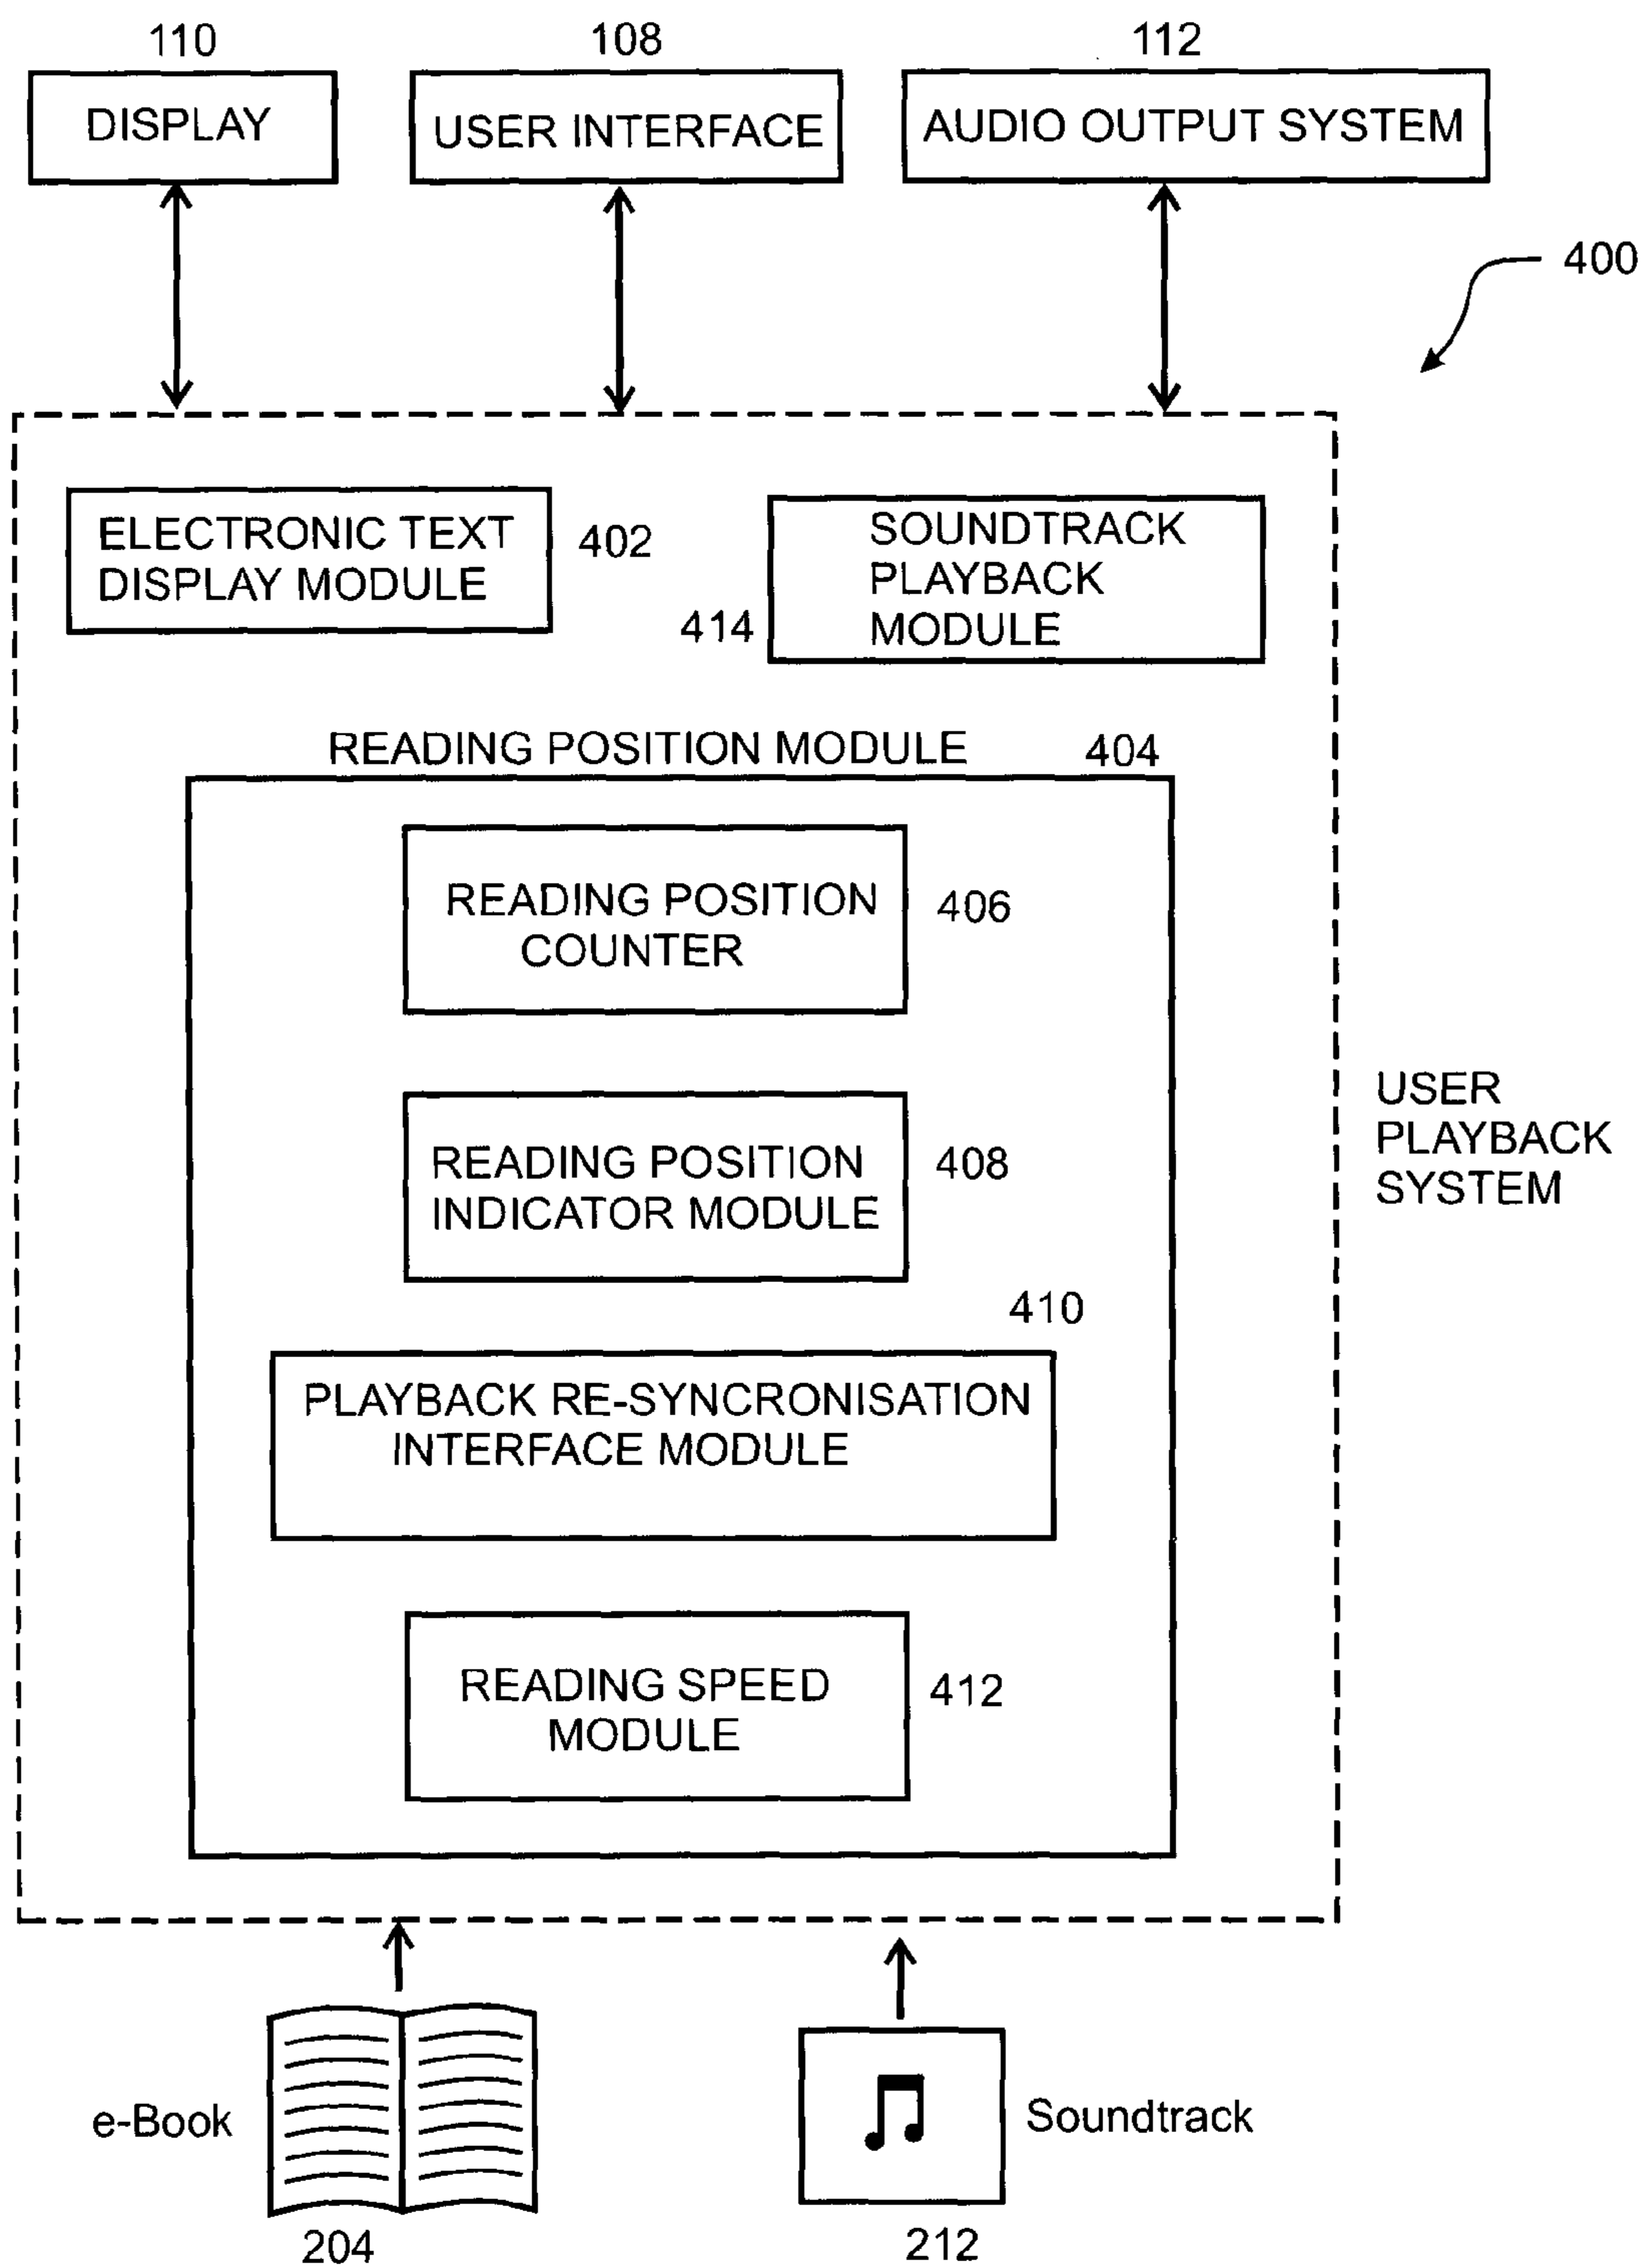 110
108
112
DISPLAY
USER INTERFACE
AUDIO OUTPUT SYSTEM
400
ELECTRONIC TEXT
DISPLAY MODULE
402
SOUNDTRACK
PLAYBACK
MODULE
414
READING POSITION MODULE
404
READING POSITION
COUNTER
406
READING POSITION
INDICATOR MODULE
408
USER
PLAYBACK
SYSTEM
410
PLAYBACK RE-SYNCRONISATION
INTERFACE MODULE
READING SPEED
MODULE
412
e-Book
Soundtrack
204
212